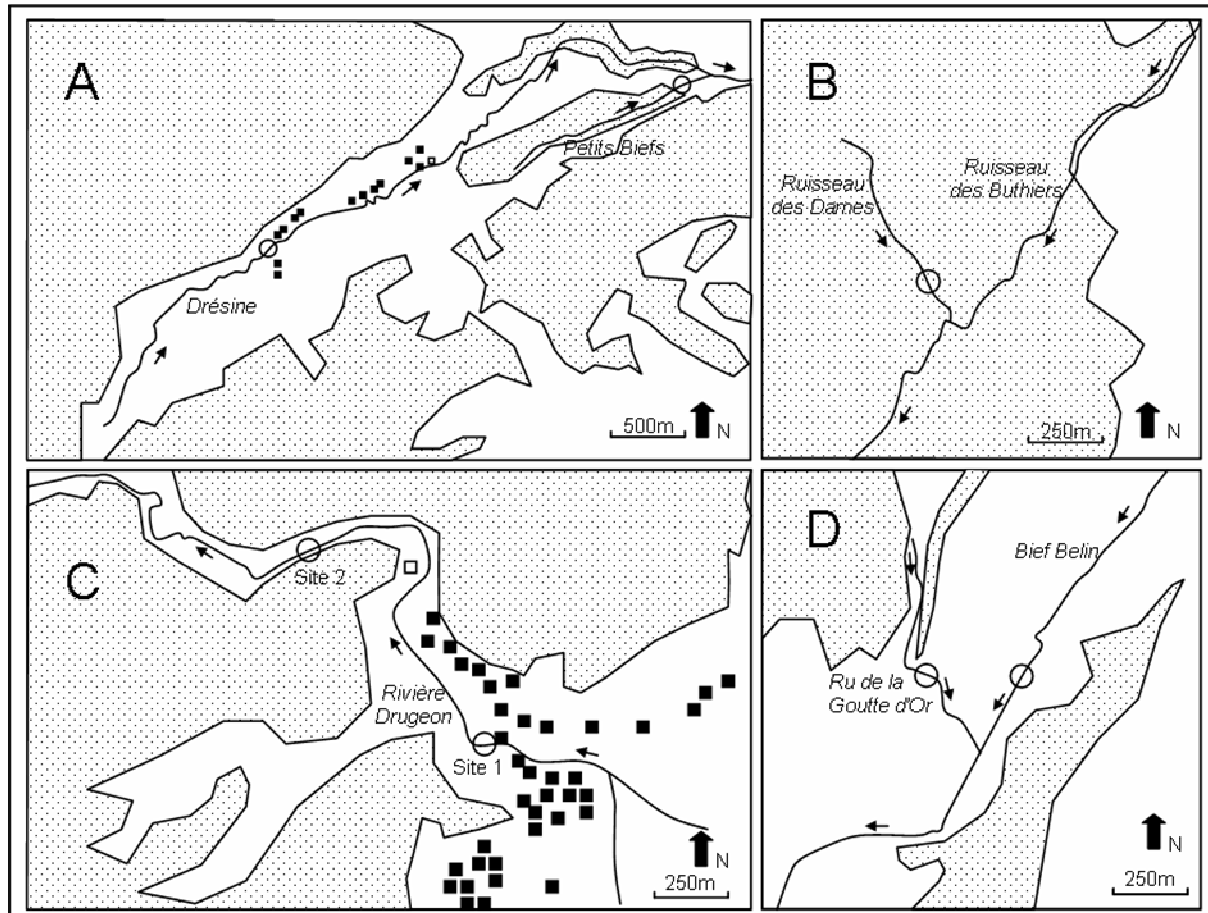 A
Petits Biefs
Drésine
500m
N
B
Ruisseau
des Dames
Ruisseau
des Buthiers
250m
N
C
Site 2
Rivière
Drugeon
Site 1
N
250m
D
Bief Belin
Ru de la
Goutte d'Or
N
250m